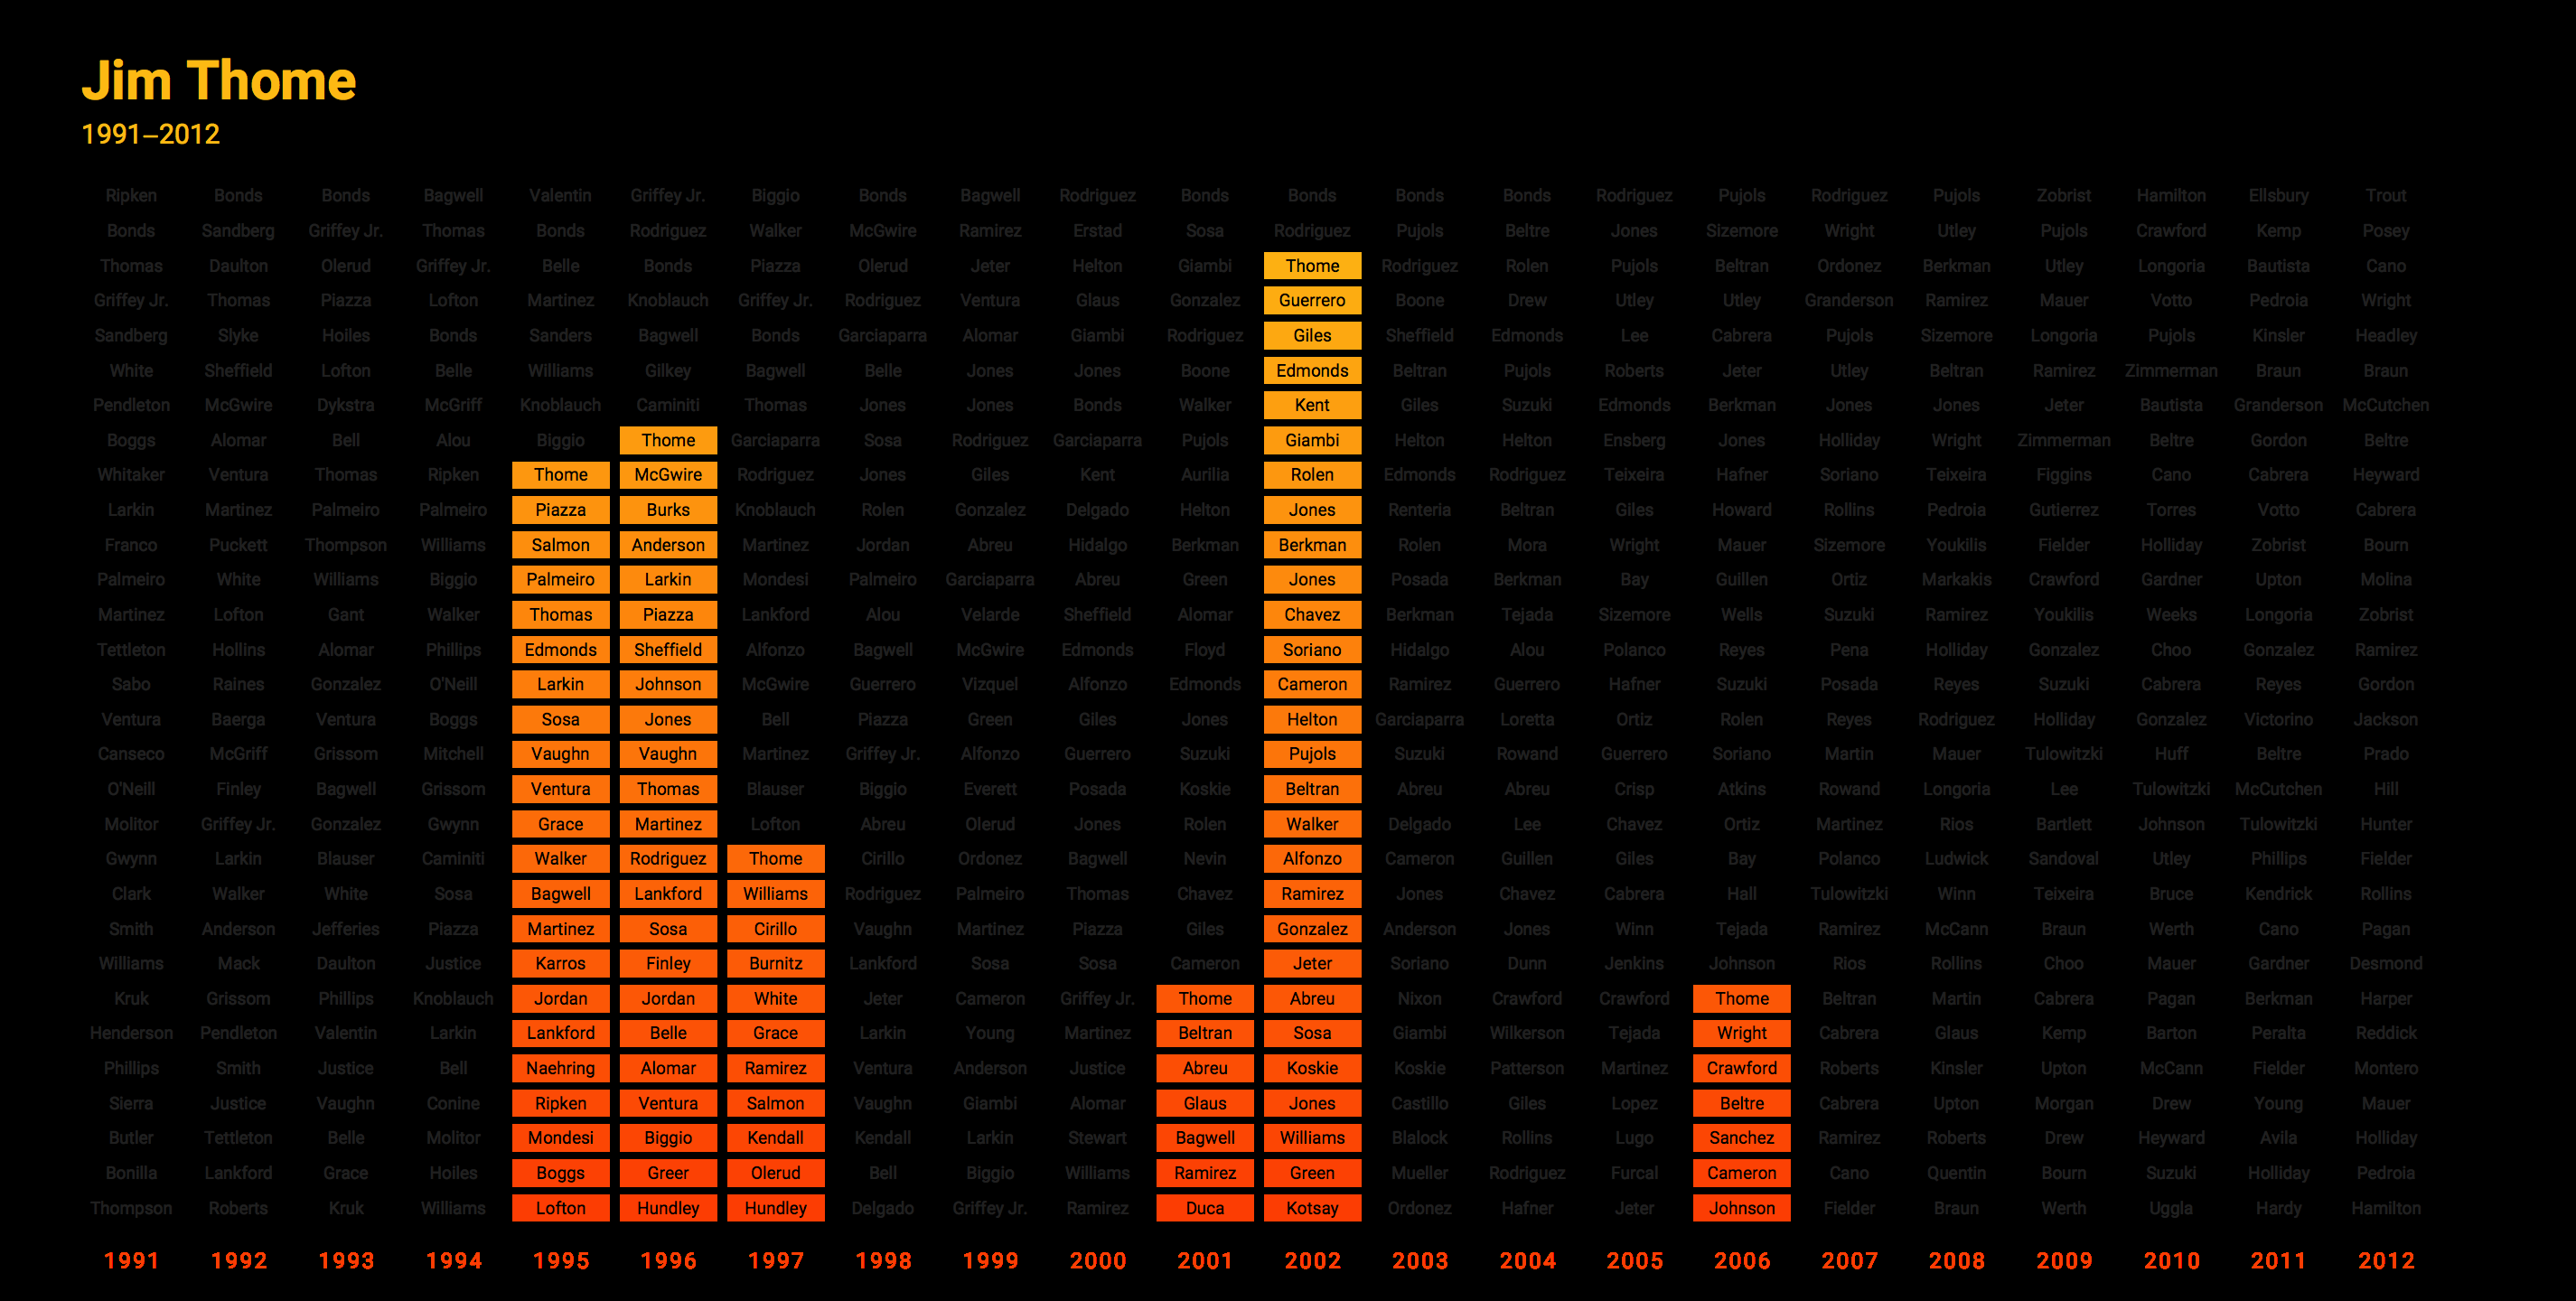 Jim Thome
1991–2012
Ripken Bonds Bonds Bagwell Valentin Griffey Jr. Biggio Bonds Bagwell Rodriguez Bonds Bonds Bonds Bonds Rodriguez Pujols Rodriguez Pujols Zobrist Hamilton Ellsbury Trout
Bonds Sandberg Griffey Jr. Thomas Bonds Rodriguez Walker McGwire Ramirez Erstad Sosa Rodriguez Pujols Beltre Jones Sizemore Wright Utley Pujols Crawford Kemp Posey
Thomas Daulton Olerud Griffey Jr. Belle Bonds Piazza Olerud Jeter Helton Giambi Thome Rodriguez Rolen Pujols Beltran Ordonez Berkman Utley Longoria Bautista Cano
Griffey Jr. Thomas Piazza Lofton Martinez Knoblauch Griffey Jr. Rodriguez Ventura Glaus Gonzalez Guerrero Boone Drew Utley Utley Granderson Ramirez Mauer Votto Pedroia Wright
Sandberg Slyke Hoiles Bonds Sanders Bagwell Bonds Garciaparra Alomar Giambi Rodriguez Giles Sheffield Edmonds Lee Cabrera Pujols Sizemore Longoria Pujols Kinsler Headley
White Sheffield Lofton Belle Williams Gilkey Bagwell Belle Jones Jones Boone Edmonds Beltran Pujols Roberts Jeter Utley Beltran Ramirez Zimmerman Braun Braun
Pendleton McGwire Dykstra McGriff Knoblauch Caminiti Thomas Jones Jones Bonds Walker Kent Giles Suzuki Edmonds Berkman Jones Jones Jeter Bautista Granderson McCutchen
Boggs Alomar Bell Alou Biggio Thome Garciaparra Sosa Rodriguez Garciaparra Pujols Giambi Helton Helton Ensberg Jones Holliday Wright Zimmerman Beltre Gordon Beltre
Whitaker Ventura Thomas Ripken Thome McGwire Rodriguez Jones Giles Kent Aurilia Rolen Edmonds Rodriguez Teixeira Hafner Soriano Teixeira Figgins Cano Cabrera Heyward
Larkin Martinez Palmeiro Palmeiro Piazza Burks Knoblauch Rolen Gonzalez Delgado Helton Jones Renteria Beltran Giles Howard Rollins Pedroia Gutierrez Torres Votto Cabrera
Franco Puckett Thompson Williams Salmon Anderson Martinez Jordan Abreu Hidalgo Berkman Berkman Rolen Mora Wright Mauer Sizemore Youkilis Fielder Holliday Zobrist Bourn
Palmeiro White Williams Biggio Palmeiro Larkin Mondesi Palmeiro Garciaparra Abreu Green Jones Posada Berkman Bay Guillen Ortiz Markakis Crawford Gardner Upton Molina
Martinez Lofton Gant Walker Thomas Piazza Lankford Alou Velarde Sheffield Alomar Chavez Berkman Tejada Sizemore Wells Suzuki Ramirez Youkilis Weeks Longoria Zobrist
Tettleton Hollins Alomar Phillips Edmonds Sheffield Alfonzo Bagwell McGwire Edmonds Floyd Soriano Hidalgo Alou Polanco Reyes Pena Holliday Gonzalez Choo Gonzalez Ramirez
Sabo Raines Gonzalez O'Neill Larkin Johnson McGwire Guerrero Vizquel Alfonzo Edmonds Cameron Ramirez Guerrero Hafner Suzuki Posada Reyes Suzuki Cabrera Reyes Gordon
Ventura Baerga Ventura Boggs Sosa Jones Bell Piazza Green Giles Jones Helton Garciaparra Loretta Ortiz Rolen Reyes Rodriguez Holliday Gonzalez Victorino Jackson
Canseco McGriff Grissom Mitchell Vaughn Vaughn Martinez Griffey Jr. Alfonzo Guerrero Suzuki Pujols Suzuki Rowand Guerrero Soriano Martin Mauer Tulowitzki Huff Beltre Prado
O'Neill Finley Bagwell Grissom Ventura Thomas Blauser Biggio Everett Posada Koskie Beltran Abreu Abreu Crisp Atkins Rowand Longoria Lee Tulowitzki McCutchen Hill
Molitor Griffey Jr. Gonzalez Gwynn Grace Martinez Lofton Abreu Olerud Jones Rolen Walker Delgado Lee Chavez Ortiz Martinez Rios Bartlett Johnson Tulowitzki Hunter
Gwynn Larkin Blauser Caminiti Walker Rodriguez Thome Cirillo Ordonez Bagwell Nevin Alfonzo Cameron Guillen Giles Bay Polanco Ludwick Sandoval Utley Phillips Fielder
Clark Walker White Sosa Bagwell Lankford Williams Rodriguez Palmeiro Thomas Chavez Ramirez Jones Chavez Cabrera Hall Tulowitzki Winn Teixeira Bruce Kendrick Rollins
Smith Anderson Jefferies Piazza Martinez Sosa Cirillo Vaughn Martinez Piazza Giles Gonzalez Anderson Jones Winn Tejada Ramirez McCann Braun Werth Cano Pagan
Williams Mack Daulton Justice Karros Finley Burnitz Lankford Sosa Sosa Cameron Jeter Soriano Dunn Jenkins Johnson Rios Rollins Choo Mauer Gardner Desmond
Kruk Grissom Phillips Knoblauch Jordan Jordan White Jeter Cameron Griffey Jr. Thome Abreu Nixon Crawford Crawford Thome Beltran Martin Cabrera Pagan Berkman Harper
Henderson Pendleton Valentin Larkin Lankford Belle Grace Larkin Young Martinez Beltran Sosa Giambi Wilkerson Tejada Wright Cabrera Glaus Kemp Barton Peralta Reddick
Phillips Smith Justice Bell Naehring Alomar Ramirez Ventura Anderson Justice Abreu Koskie Koskie Patterson Martinez Crawford Roberts Kinsler Upton McCann Fielder Montero
Sierra Justice Vaughn Conine Ripken Ventura Salmon Vaughn Giambi Alomar Glaus Jones Castillo Giles Lopez Beltre Cabrera Upton Morgan Drew Young Mauer
Butler Tettleton Belle Molitor Mondesi Biggio Kendall Kendall Larkin Stewart Bagwell Williams Blalock Rollins Lugo Sanchez Ramirez Roberts Drew Heyward Avila Holliday
Bonilla Lankford Grace Hoiles Boggs Greer Olerud Bell Biggio Williams Ramirez Green Mueller Rodriguez Furcal Cameron Cano Quentin Bourn Suzuki Holliday Pedroia
Thompson Roberts Kruk Williams Lofton Hundley Hundley Delgado Griffey Jr. Ramirez Duca Kotsay Ordonez Hafner Jeter Johnson Fielder Braun Werth Uggla Hardy Hamilton
1991 1992 1993 1994 1995 1996 1997 1998 1999 2000 2001 2002 2003 2004 2005 2006 2007 2008 2009 2010 2011 2012